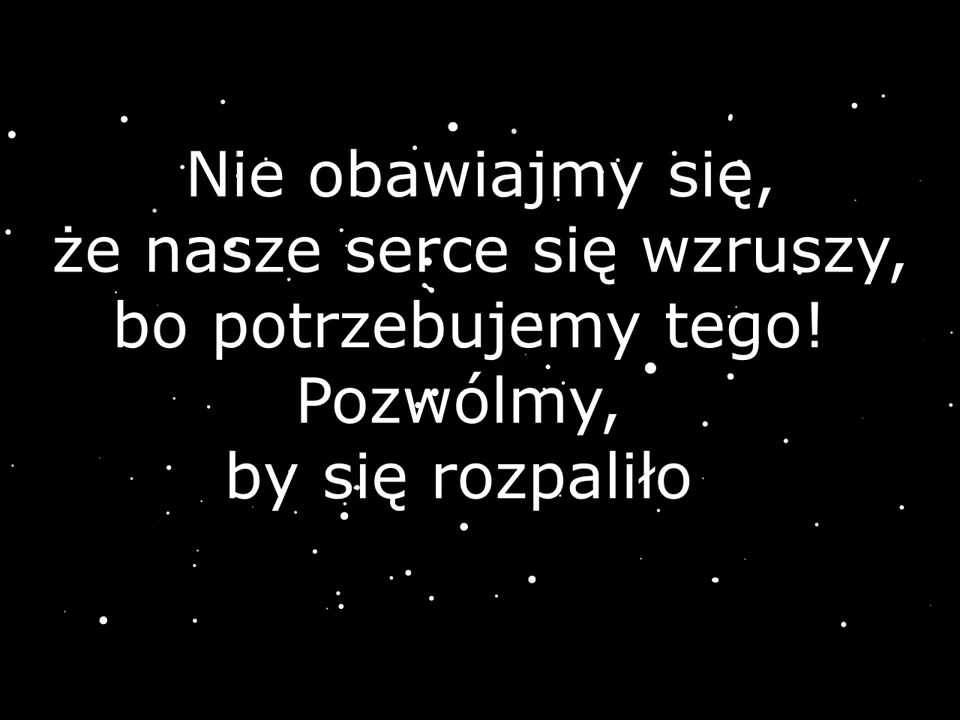 Nie obawiajmy się,
że nasze serce się wzruszy,
bo potrzebujemy tego!
Pozwólmy,
by się rozpaliło